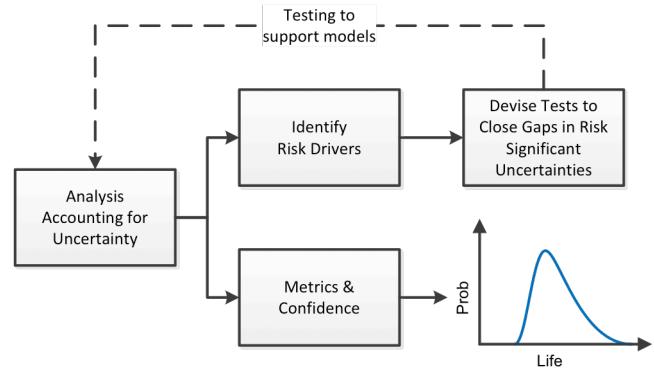 Testing to
support models
Identify
Risk Drivers
Devise Tests to
Close Gaps in Risk
Significant
Uncertainties
Analysis
Accounting for
Uncertainty
Metrics &
Confidence
Prob
Life